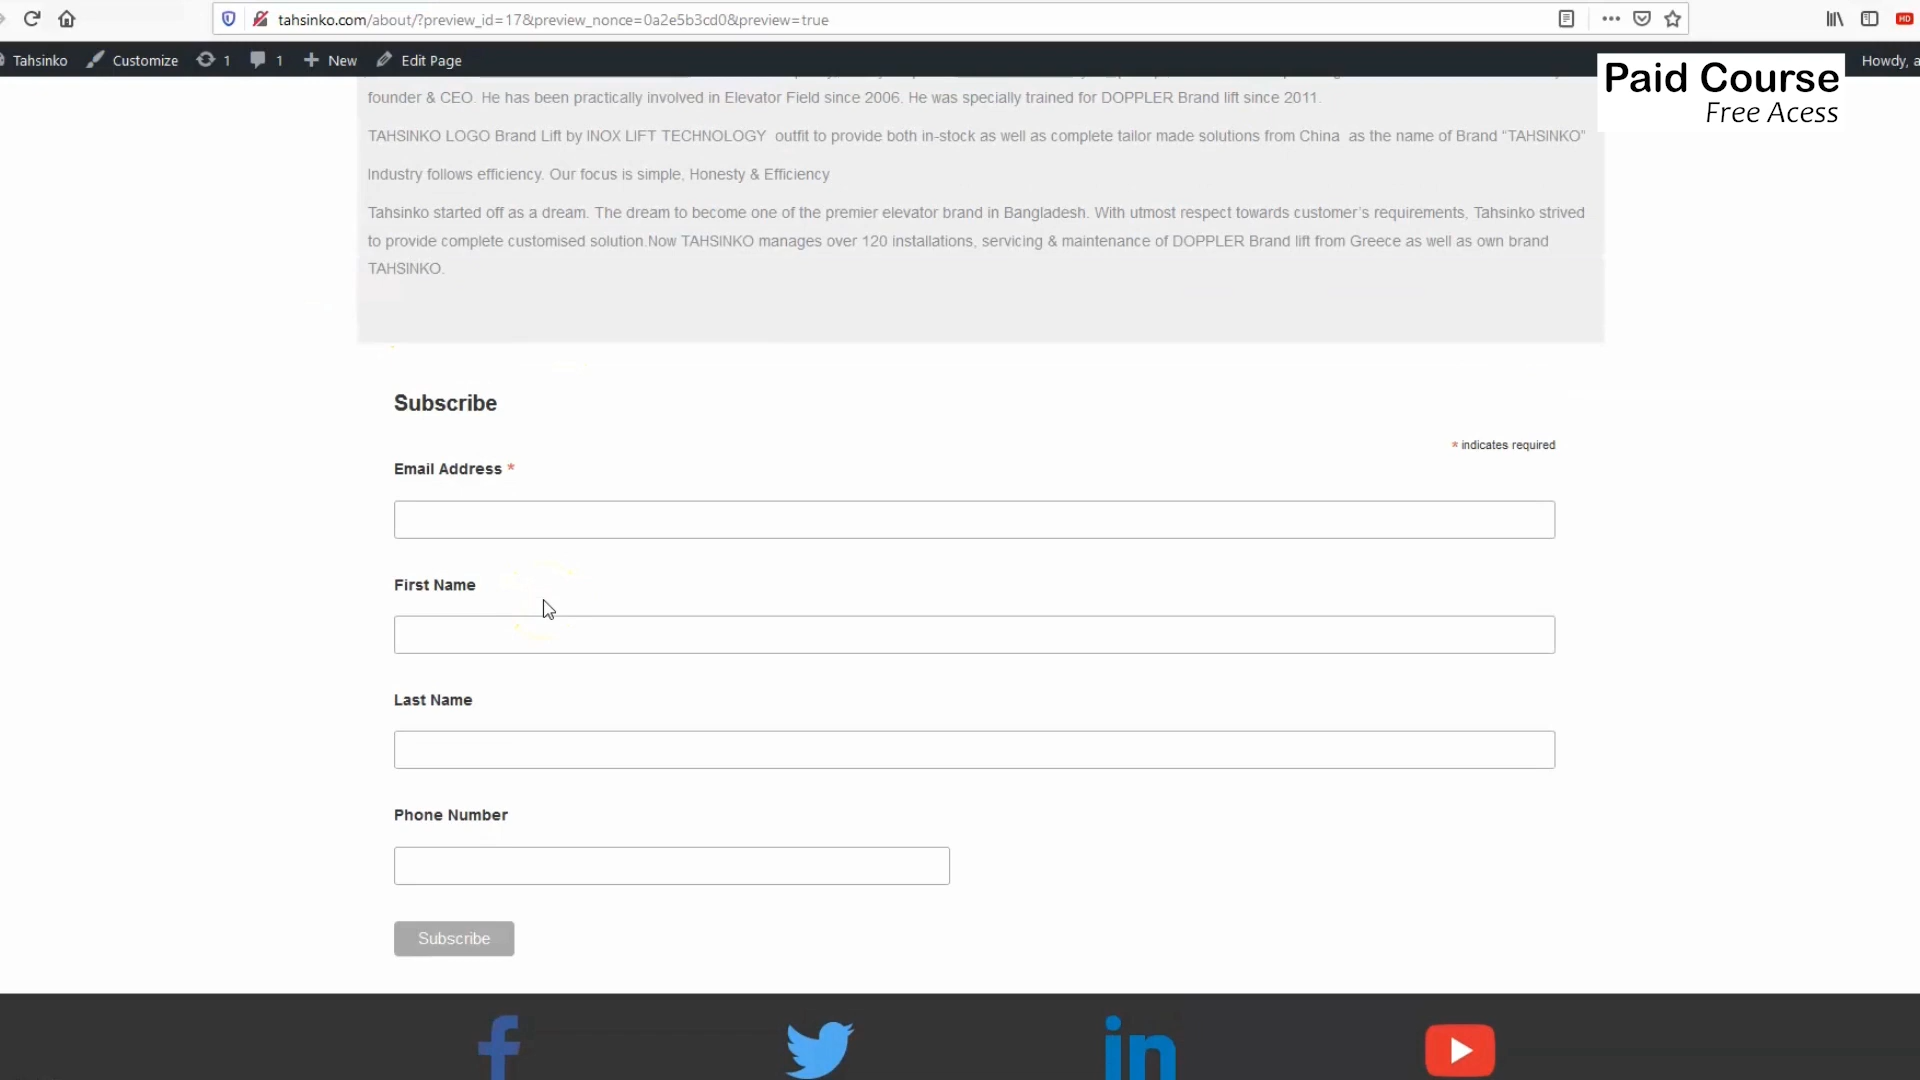 tahsinko.com/about/?preview_id=17&preview_nonce=0a2e5b3cd0&preview=true
HD
Tahsinko Customize 1 1 New Edit Page Howdy, a
Paid Course
Free Acess
founder & CEO. He has been practically involved in Elevator Field since 2006. He was specially trained for DOPPLER Brand lift since 2011.
TAHSINKO LOGO Brand Lift by INOX LIFT TECHNOLOGY outfit to provide both in-stock as well as complete tailor made solutions from China as the name of Brand “TAHSINKO”
Industry follows efficiency. Our focus is simple, Honesty & Efficiency
Tahsinko started off as a dream. The dream to become one of the premier elevator brand in Bangladesh. With utmost respect towards customer’s requirements, Tahsinko strived
to provide complete customised solution.Now TAHSINKO manages over 120 installations, servicing & maintenance of DOPPLER Brand lift from Greece as well as own brand
TAHSINKO.
Subscribe
* indicates required
Email Address *
First Name
Last Name
Phone Number
Subscribe